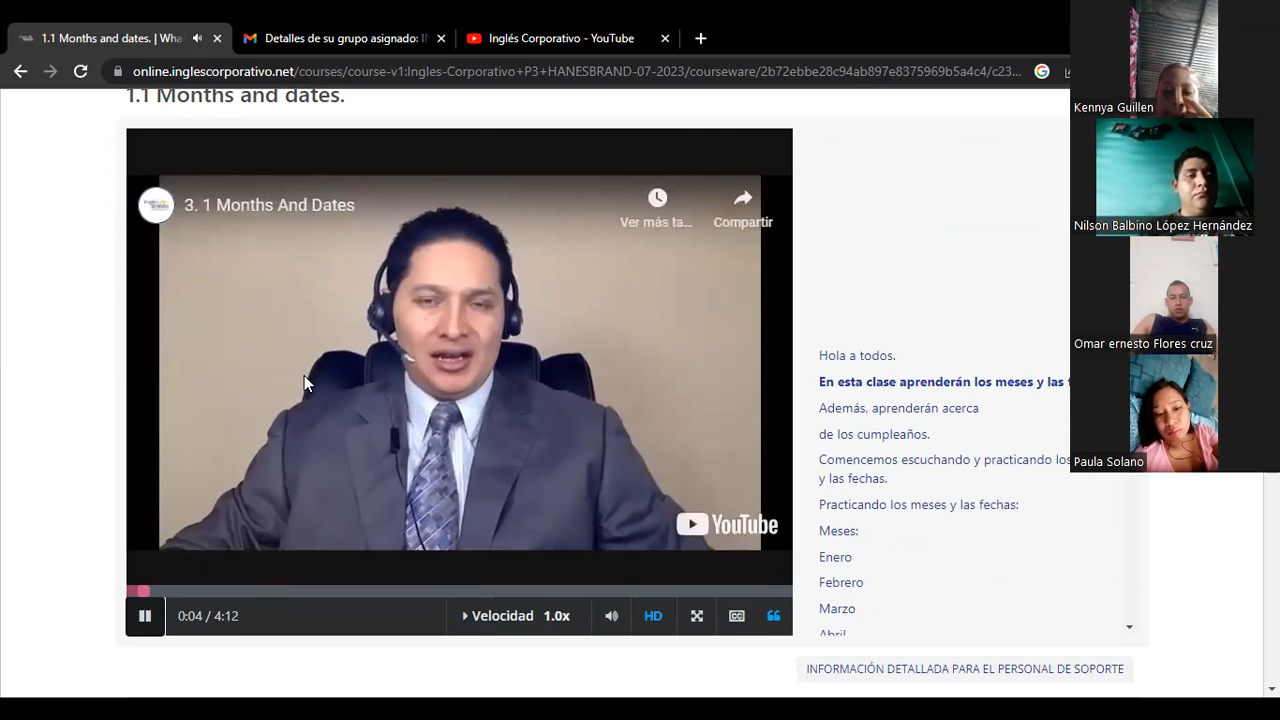 1.1 Months and dates. | Wha
Detalles de su grupo asignado: I
Inglés Corporativo - YouTube
online.inglescorporativo.net/courses/course-v1:Ingles-Corporativo+P3+HANESBRAND-07-2023/courseware/2b72ebbe28c94ab897e8375969b5a4c4/c23...
1.1 Months and dates.
3. 1 Months And Dates
Ver más ta...
Compartir
YouTube
0:04 / 4:12
Velocidad 1.0x
HD
Hola a todos.
En esta clase aprenderán los meses y las f
Además, aprenderán acerca
de los cumpleaños.
Comencemos escuchando y practicando los
y las fechas.
Practicando los meses y las fechas:
Meses:
Enero
Febrero
Marzo
Abril
INFORMACIÓN DETALLADA PARA EL PERSONAL DE SOPORTE
Kennya Guillen
Nilson Balbino López Hernández
Omar ernesto Flores cruz
Paula Solano